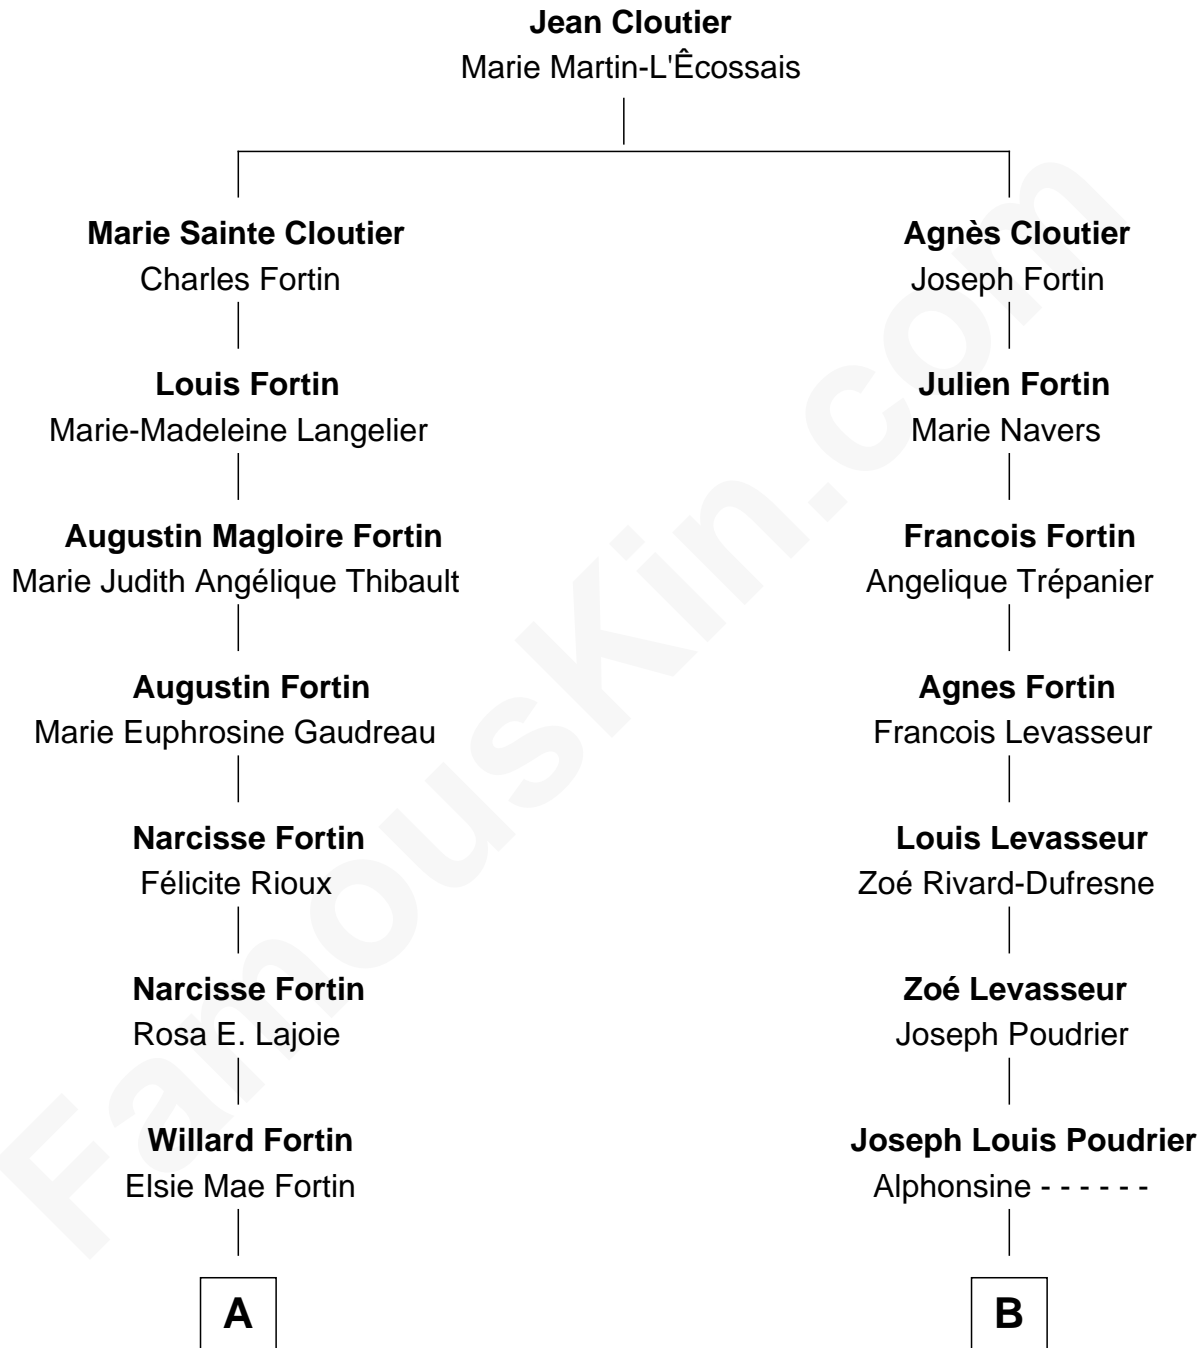 Jean Cloutier
Marie Martin-L'Êcossais
Marie Sainte Cloutier
Charles Fortin
Louis Fortin
Marie-Madeleine Langelier
Augustin Magloire Fortin
Marie Judith Angélique Thibault
Augustin Fortin
Marie Euphrosine Gaudreau
Narcisse Fortin
Félicite Rioux
Narcisse Fortin
Rosa E. Lajoie
Willard Fortin
Elsie Mae Fortin
A
Agnès Cloutier
Joseph Fortin
Julien Fortin
Marie Navers
Francois Fortin
Angelique Trépanier
Agnes Fortin
Francois Levasseur
Louis Levasseur
Zoé Rivard-Dufresne
Zoé Levasseur
Joseph Poudrier
Joseph Louis Poudrier
Alphonsine - - - - - -
B
FamousKin.com